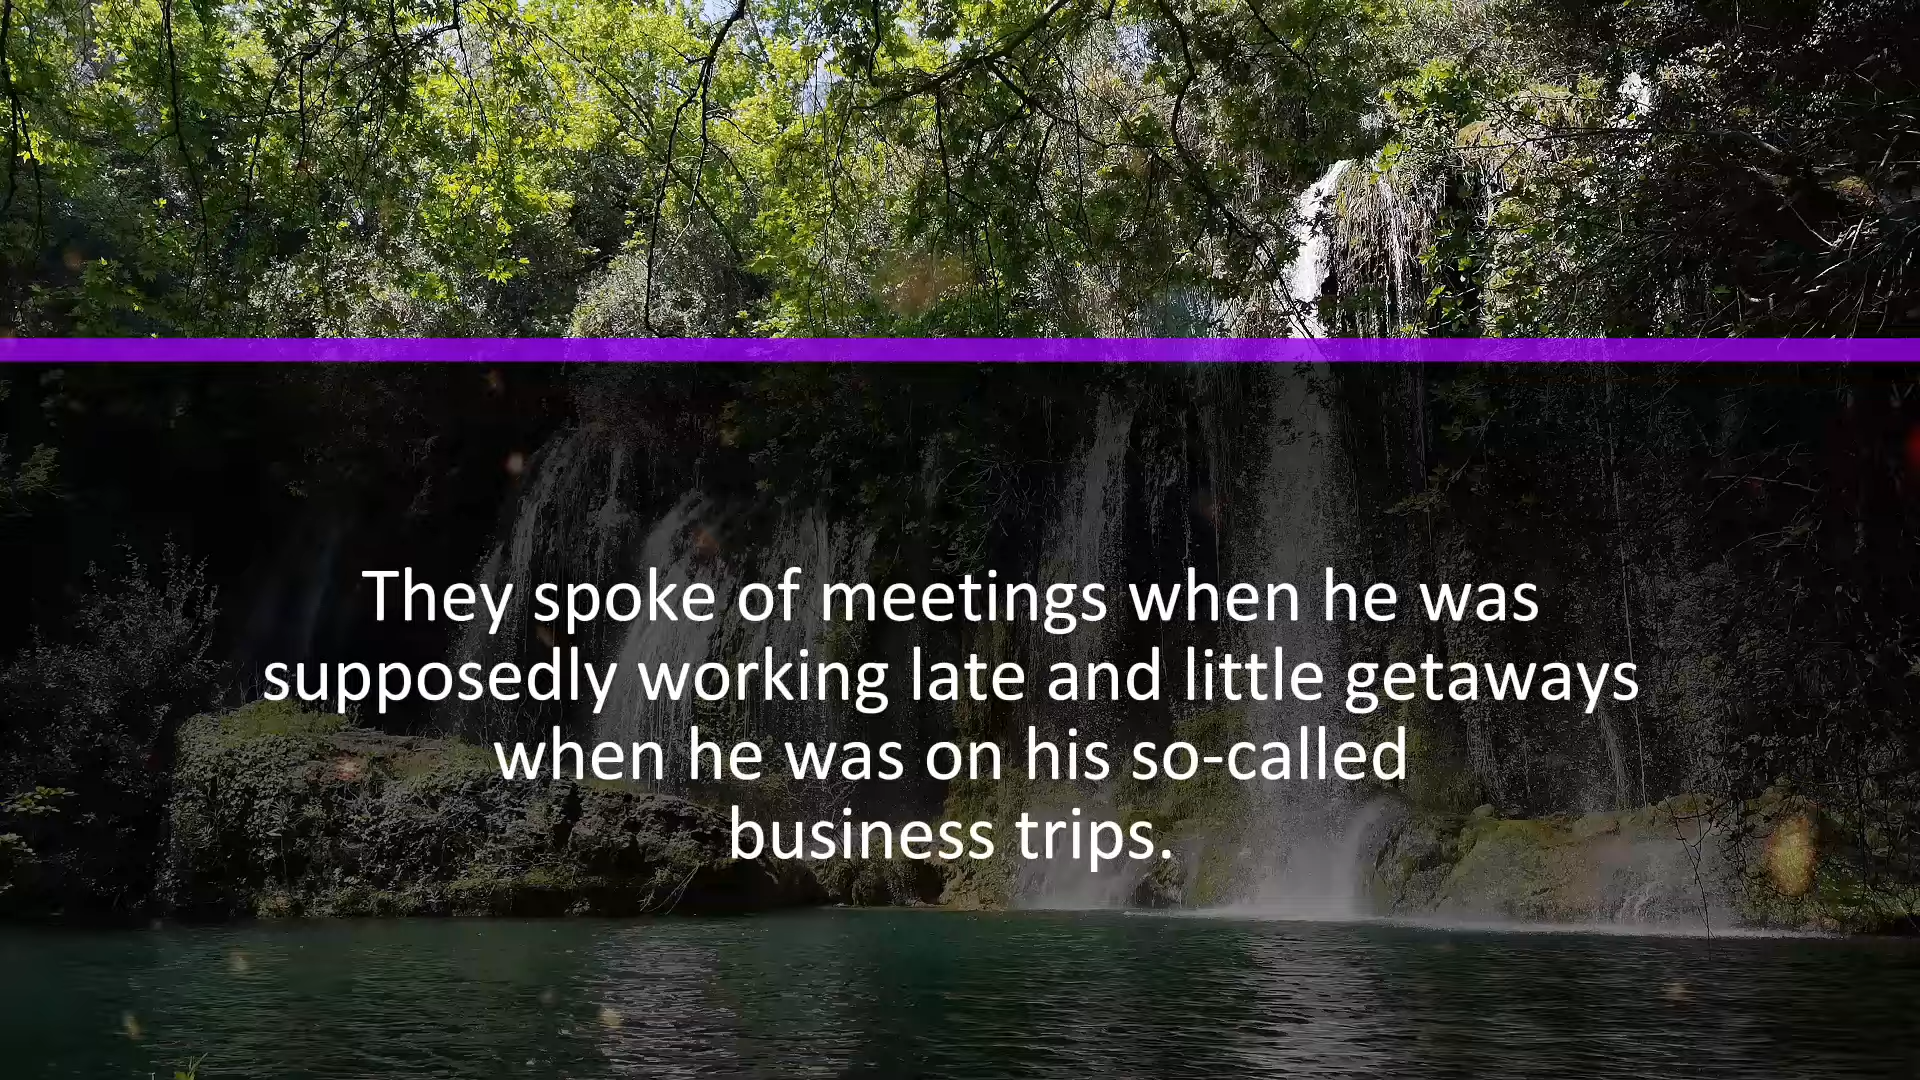 They spoke of meetings when he was
supposedly working late and little getaways
when he was on his so-called
business trips.